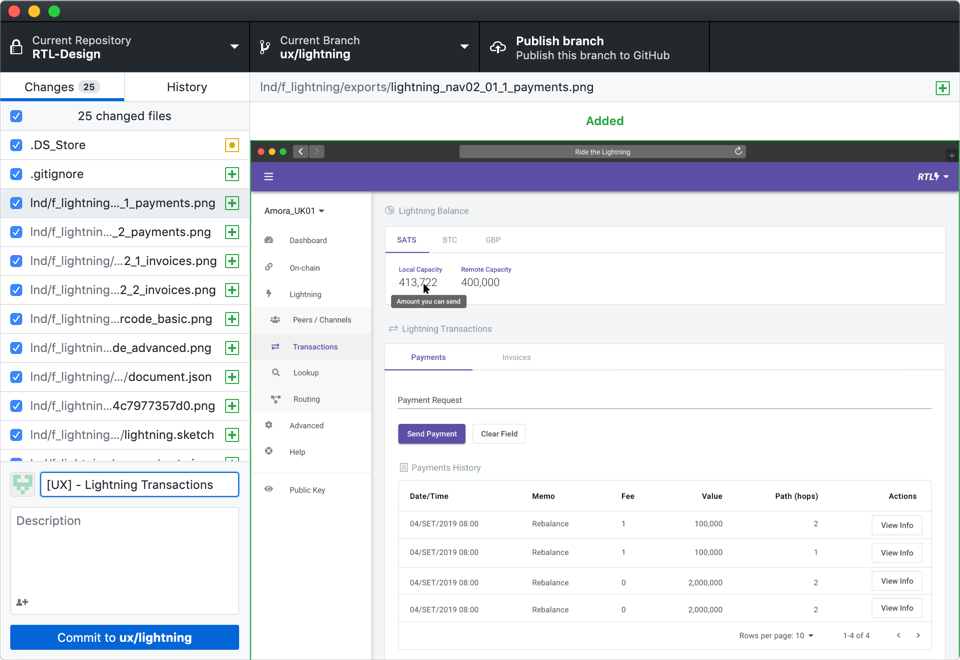 Current Repository
RTL-Design
Current Branch
ux/lightning
Publish branch
Publish this branch to GitHub
Changes 25
History
lnd/f_lightning/exports/lightning_nav02_01_1_payments.png
25 changed files
Added
.DS_Store
.gitignore
lnd/f_lightning..._1_payments.png
lnd/f_lightnin..._2_payments.png
lnd/f_lightning/...2_1_invoices.png
lnd/f_lightning...2_2_invoices.png
lnd/f_lightning...rcode_basic.png
lnd/f_lightnin...de_advanced.png
lnd/f_lightning/.../document.json
lnd/f_lightnin...4c7977357d0.png
lnd/f_lightning.../lightning.sketch
[UX] - Lightning Transactions
Description
Commit to ux/lightning
Ride the Lightning
RTL
Amora_UK01
Dashboard
On-chain
Lightning
Peers / Channels
Transactions
Lookup
Routing
Advanced
Help
Public Key
Lightning Balance
SATS BTC GBP
Local Capacity Remote Capacity
413,722 400,000
Amount you can send
Lightning Transactions
Payments Invoices
Payment Request
Send Payment Clear Field
Payments History
Date/Time Memo Fee Value Path (hops) Actions
04/SET/2019 08:00 Rebalance 1 100,000 2 View Info
04/SET/2019 08:00 Rebalance 1 100,000 1 View Info
04/SET/2019 08:00 Rebalance 0 2,000,000 2 View Info
04/SET/2019 08:00 Rebalance 0 2,000,000 2 View Info
Rows per page: 10 1-4 of 4